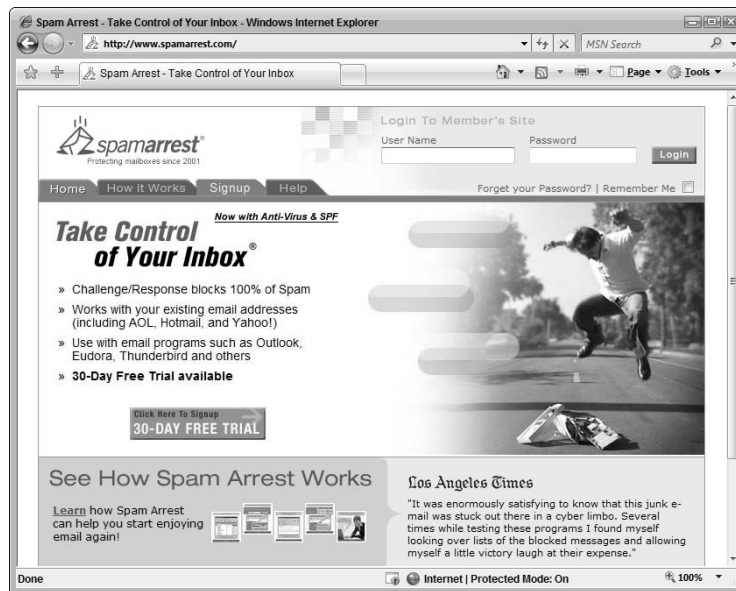 Spam Arrest - Take Control of Your Inbox - Windows Internet Explorer
http://www.spamarrest.com/
MSN Search
Spam Arrest - Take Control of Your Inbox
Page
Tools
spamarrest®
Protecting mailboxes since 2001
Login To Member's Site
User Name
Password
Login
Home
How it Works
Signup
Help
Forget your Password? | Remember Me
Now with Anti-Virus & SPF
Take Control
of Your Inbox®
» Challenge/Response blocks 100% of Spam
» Works with your existing email addresses
(including AOL, Hotmail, and Yahoo!)
» Use with email programs such as Outlook,
Eudora, Thunderbird and others
» 30-Day Free Trial available
Click Here To Signup
30-DAY FREE TRIAL
See How Spam Arrest Works
Learn how Spam Arrest
can help you start enjoying
email again!
Los Angeles Times
"It was enormously satisfying to know that this junk e-
mail was stuck out there in a cyber limbo. Several
times while testing these programs I found myself
looking over lists of the blocked messages and allowing
myself a little victory laugh at their expense."
Done
Internet | Protected Mode: On
100%